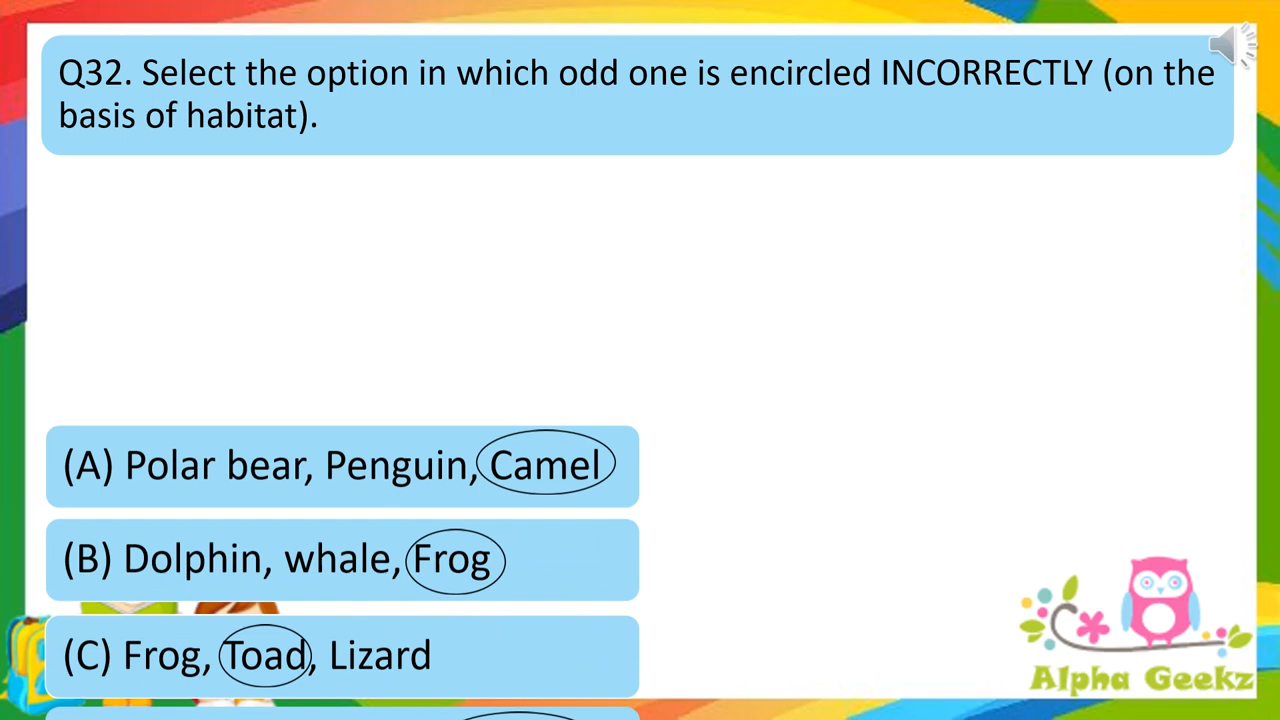 Q32. Select the option in which odd one is encircled INCORRECTLY (on the
basis of habitat).
(A) Polar bear, Penguin, Camel
(B) Dolphin, whale, Frog
(C) Frog, Toad, Lizard
Alpha Geekz